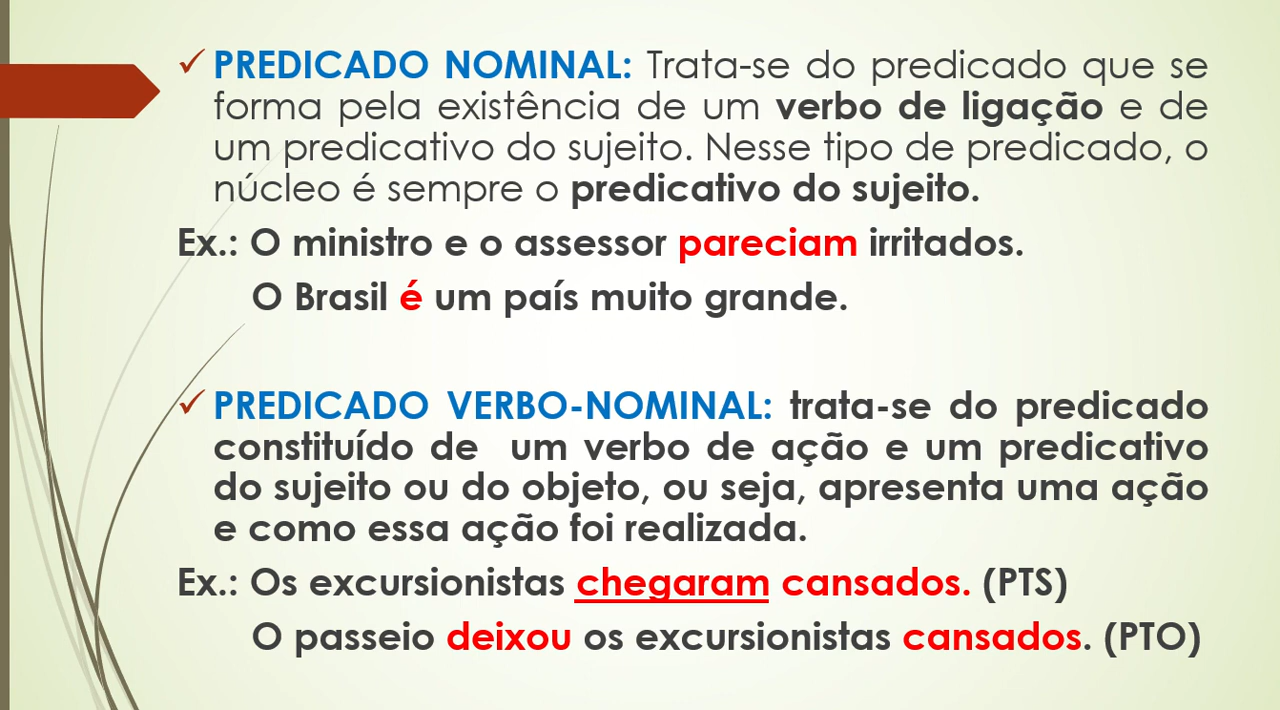 PREDICADO NOMINAL: Trata-se do predicado que se
forma pela existência de um verbo de ligação e de
um predicativo do sujeito. Nesse tipo de predicado, o
núcleo é sempre o predicativo do sujeito.
Ex.: O ministro e o assessor pareciam irritados.
O Brasil é um país muito grande.
PREDICADO VERBO-NOMINAL: trata-se do predicado
constituído de um verbo de ação e um predicativo
do sujeito ou do objeto, ou seja, apresenta uma ação
e como essa ação foi realizada.
Ex.: Os excursionistas chegaram cansados. (PTS)
O passeio deixou os excursionistas cansados. (PTO)